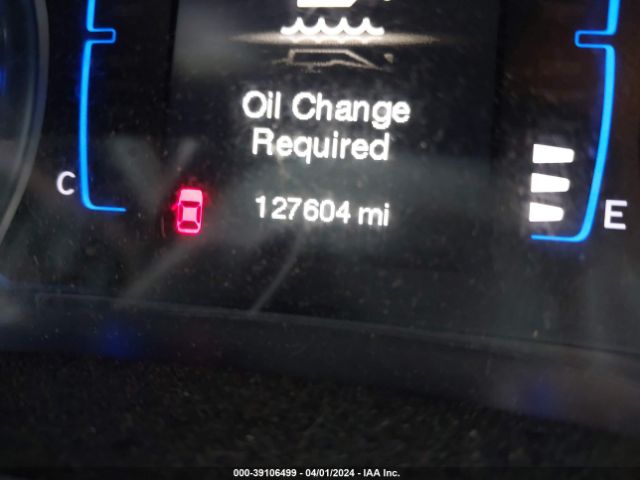 Oil Change
Required
C
127604 mi
E
000-39106499 - 04/01/2024 - IAA Inc.